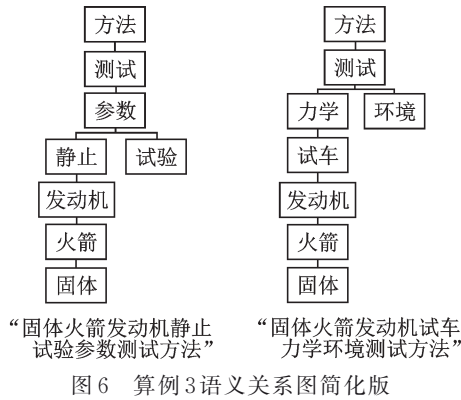 方法
测试
参数
静止 试验
发动机
火箭
固体
“固体火箭发动机静止
试验参数测试方法”
方法
测试
力学 环境
试车
发动机
火箭
固体
“固体火箭发动机试车
力学环境测试方法”
图6 算例3语义关系图简化版